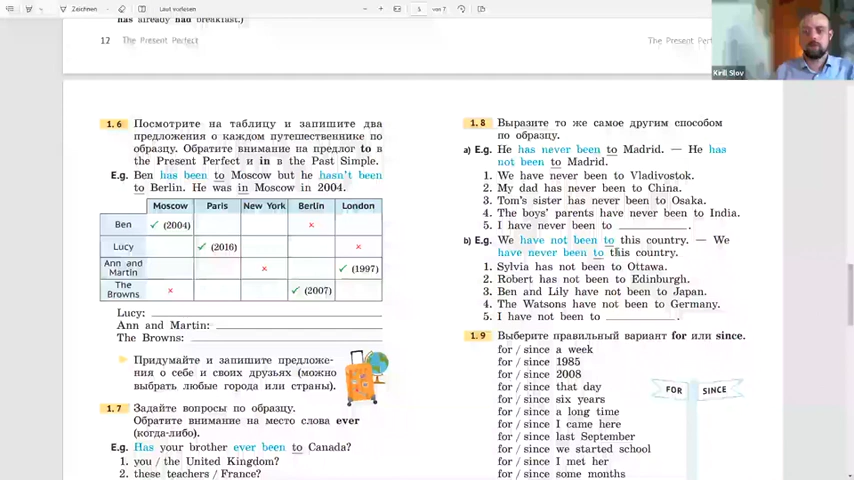 Zeichnen
Laut vorlesen
5
von 7
has already had breakfast.)
12 The Present Perfect
The Present Perfect
Kirill Slov
1.6 Посмотрите на таблицу и запишите два
предложения о каждом путешественнике по
образцу. Обратите внимание на предлог to в
the Present Perfect и in в the Past Simple.
E.g. Ben has been to Moscow but he hasn't been
to Berlin. He was in Moscow in 2004.
Moscow Paris New York Berlin London
Ben ✓ (2004) ×
Lucy ✓ (2016) ×
Ann and
Martin × ✓ (1997)
The
Browns × ✓ (2007)
Lucy:
Ann and Martin:
The Browns:
Придумайте и запишите предложе-
ния о себе и своих друзьях (можно
выбрать любые города или страны).
1.7 Задайте вопросы по образцу.
Обратите внимание на место слова ever
(когда-либо).
E.g. Has your brother ever been to Canada?
1. you / the United Kingdom?
2. these teachers / France?
1.8 Выразите то же самое другим способом
по образцу.
a) E.g. He has never been to Madrid. — He has
not been to Madrid.
1. We have never been to Vladivostok.
2. My dad has never been to China.
3. Tom's sister has never been to Osaka.
4. The boys' parents have never been to India.
5. I have never been to .
b) E.g. We have not been to this country. — We
have never been to this country.
1. Sylvia has not been to Ottawa.
2. Robert has not been to Edinburgh.
3. Ben and Lily have not been to Japan.
4. The Watsons have not been to Germany.
5. I have not been to .
1.9 Выберите правильный вариант for или since.
for / since a week
for / since 1985
for / since 2008
for / since that day
for / since six years
for / since a long time
for / since I came here
for / since last September
for / since we started school
for / since I met her
for / since some months
FOR SINCE